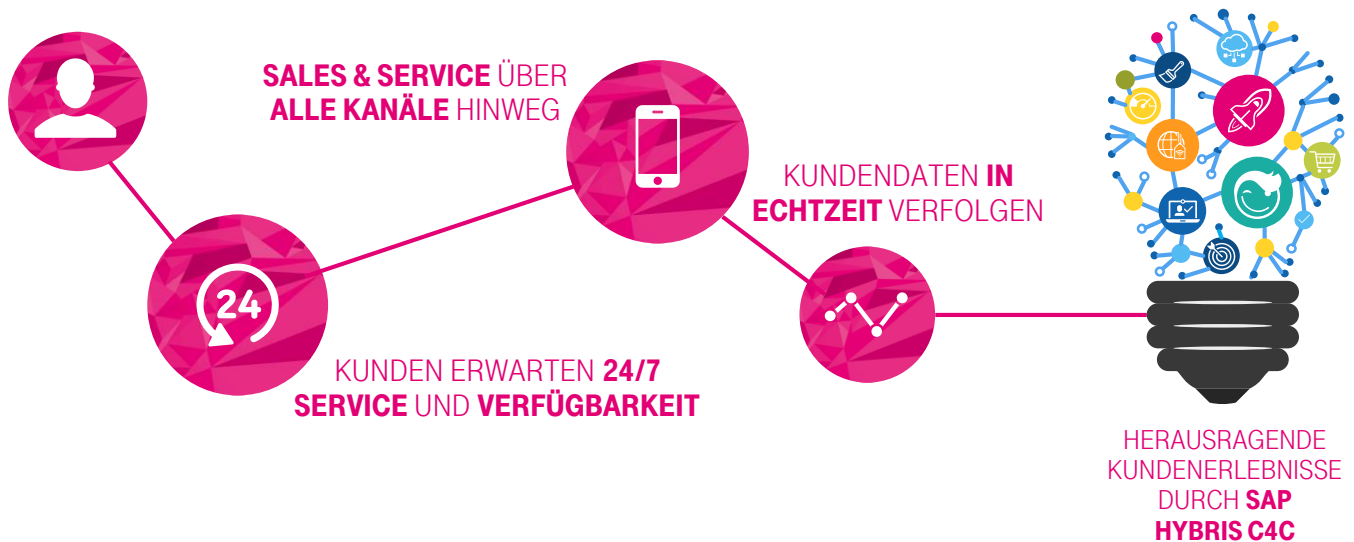 SALES & SERVICE ÜBER
ALLE KANÄLE HINWEG
KUNDENDATEN IN
ECHTZEIT VERFOLGEN
24
KUNDEN ERWARTEN 24/7
SERVICE UND VERFÜGBARKEIT
HERAUSRAGENDE
KUNDENERLEBNISSE
DURCH SAP
HYBRIS C4C